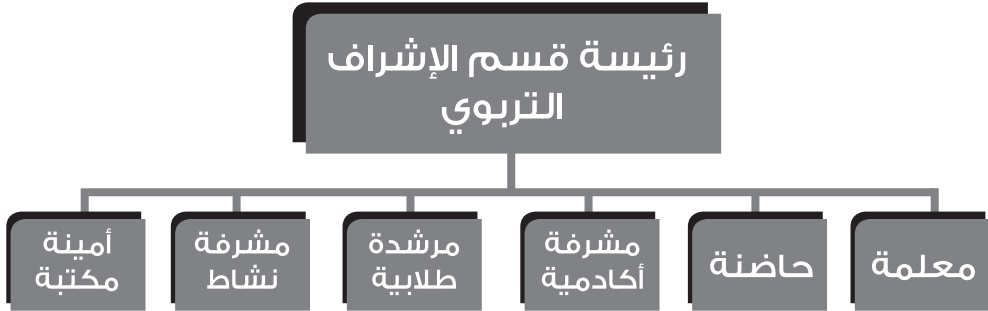 رئيسة قسم الإشراف
التربوي
معلمة
حاضنة
مشرفة
أكاديمية
مرشدة
طلابية
مشرفة
نشاط
أمينة
مكتبة